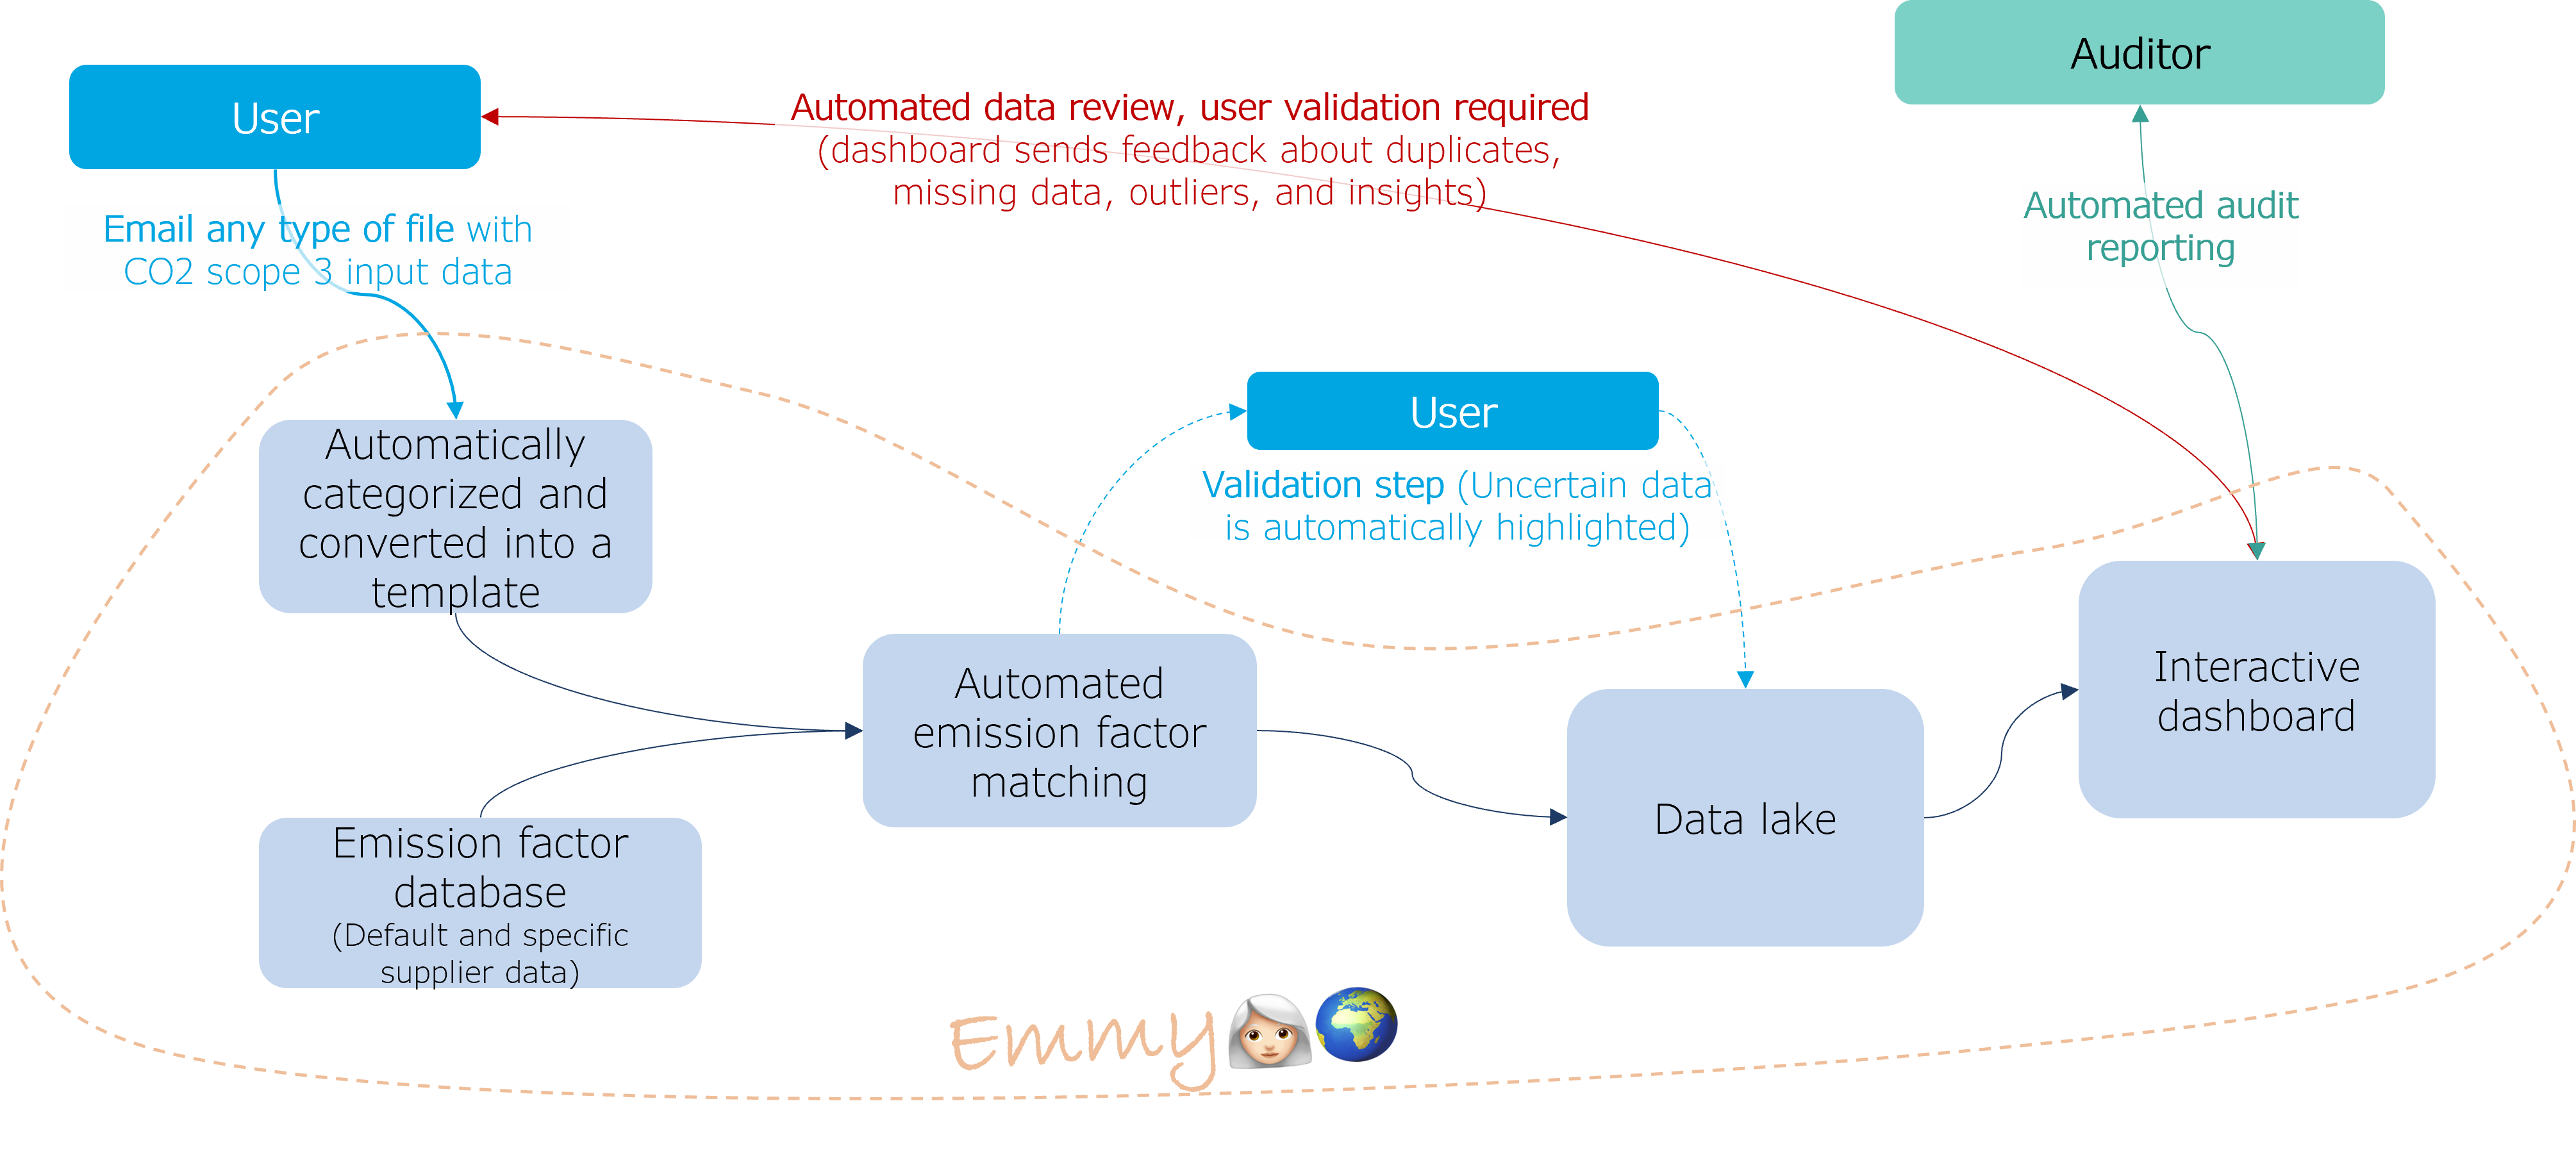 Auditor
User
Automated data review, user validation required
(dashboard sends feedback about duplicates,
missing data, outliers, and insights)
Automated audit
reporting
Email any type of file with
CO2 scope 3 input data
User
Validation step (Uncertain data
is automatically highlighted)
Automatically
categorized and
converted into a
template
Automated
emission factor
matching
Interactive
dashboard
Data lake
Emission factor
database
(Default and specific
supplier data)
Emmy